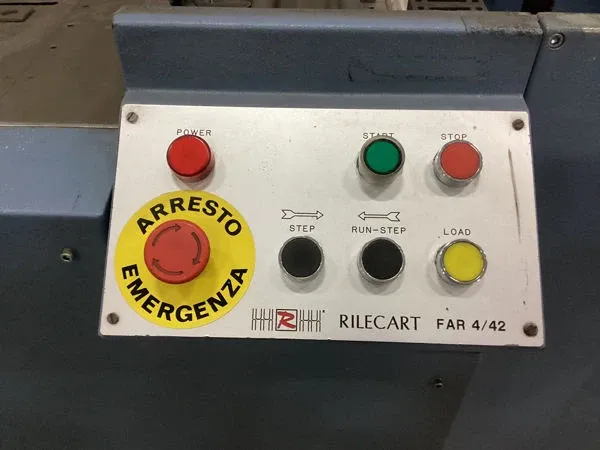 POWER
START
STOP
ARRESTO
EMERGENZA
STEP
RUN-STEP
LOAD
R
RILECART FAR 4/42